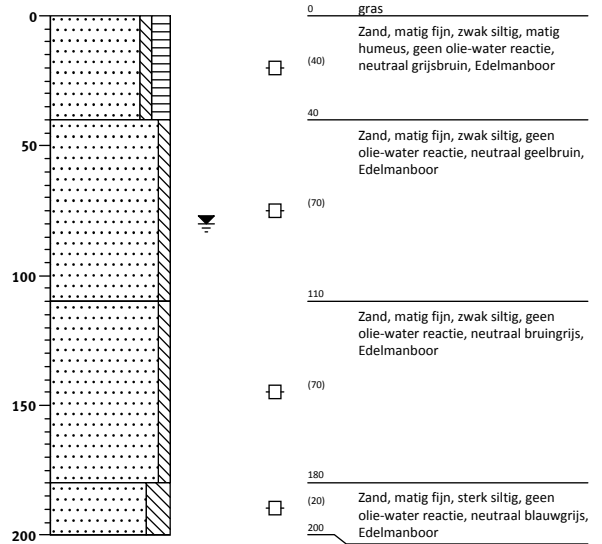 0
0 gras
Zand, matig fijn, zwak siltig, matig
humeus, geen olie-water reactie,
(40)
neutraal grijsbruin, Edelmanboor
40
50
Zand, matig fijn, zwak siltig, geen
olie-water reactie, neutraal geelbruin,
Edelmanboor
(70)
100
110
Zand, matig fijn, zwak siltig, geen
olie-water reactie, neutraal bruingrijs,
Edelmanboor
(70)
150
180
(20)
Zand, matig fijn, sterk siltig, geen
olie-water reactie, neutraal blauwgrijs,
200
Edelmanboor
200